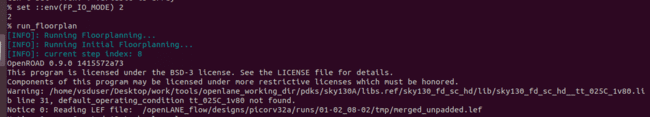 % set ::env(FP_IO_MODE) 2
2
% run_floorplan
[INFO]: Running Floorplanning...
[INFO]: Running Initial Floorplanning...
[INFO]: current step index: 8
OpenROAD 0.9.0 1415572a73
This program is licensed under the BSD-3 license. See the LICENSE file for details.
Components of this program may be licensed under more restrictive licenses which must be honored.
Warning: /home/vsduser/Desktop/work/tools/openlane_working_dir/pdks/sky130A/libs.ref/sky130_fd_sc_hd/lib/sky130_fd_sc_hd__tt_025C_1v80.li
b line 31, default_operating_condition tt_025C_1v80 not found.
Notice 0: Reading LEF file:  /openLANE_flow/designs/picorv32a/runs/01-02_08-02/tmp/merged_unpadded.lef